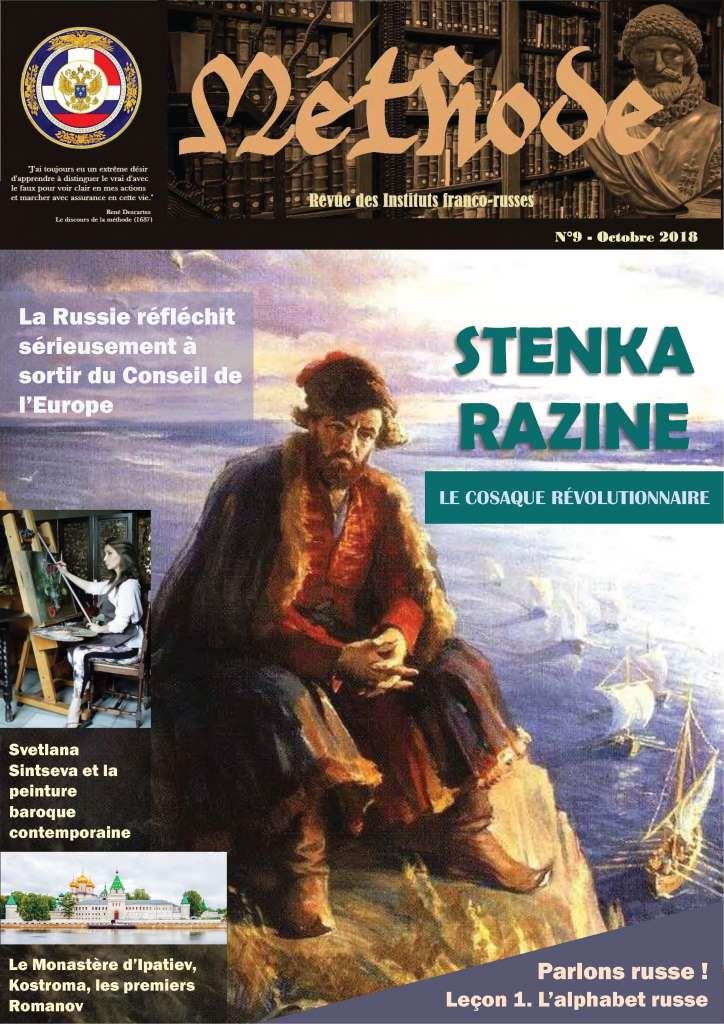 Méthode
Revue des Instituts franco-russes
"J'ai toujours eu un extrême désir
d'apprendre à distinguer le vrai d'avec
le faux pour voir clair en mes actions
et marcher avec assurance en cette vie."
René Descartes
Le discours de la méthode (1637)
N°9 - Octobre 2018
La Russie réfléchit
sérieusement à
sortir du Conseil de
l'Europe
STENKA
RAZINE
LE COSAQUE RÉVOLUTIONNAIRE
Svetlana
Sintseva et la
peinture
baroque
contemporaine
Le Monastère d'Ipatiev,
Kostroma, les premiers
Romanov
Parlons russe !
Leçon 1. L'alphabet russe